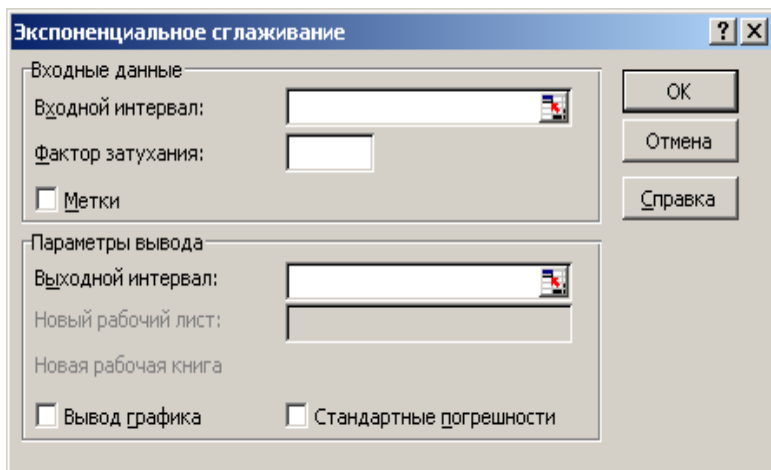 Экспоненциальное сглаживание
Входные данные
Входной интервал:
Фактор затухания:
Метки
OK
Отмена
Справка
Параметры вывода
Выходной интервал:
Новый рабочий лист:
Новая рабочая книга
Вывод графика
Стандартные погрешности